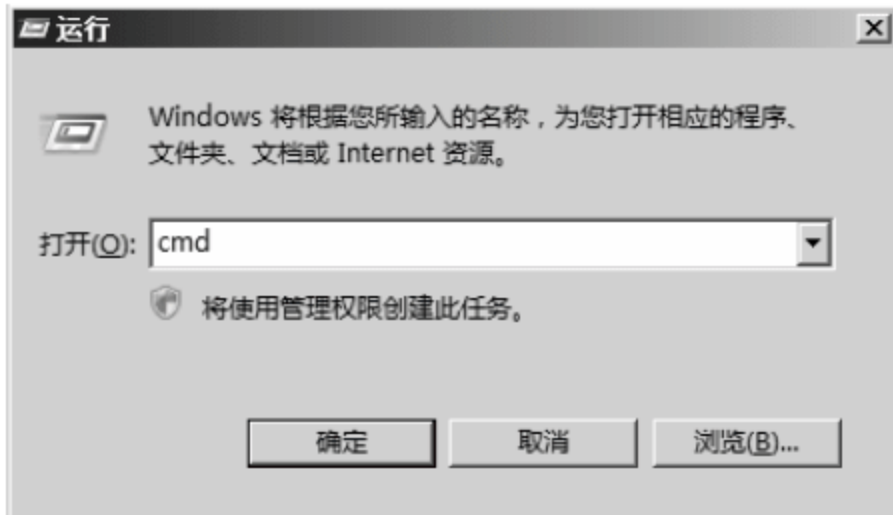 运行
Windows 将根据您所输入的名称，为您打开相应的程序、
文件夹、文档或 Internet 资源。
打开(O): cmd
将使用管理权限创建此任务。
确定 取消 浏览(B)...